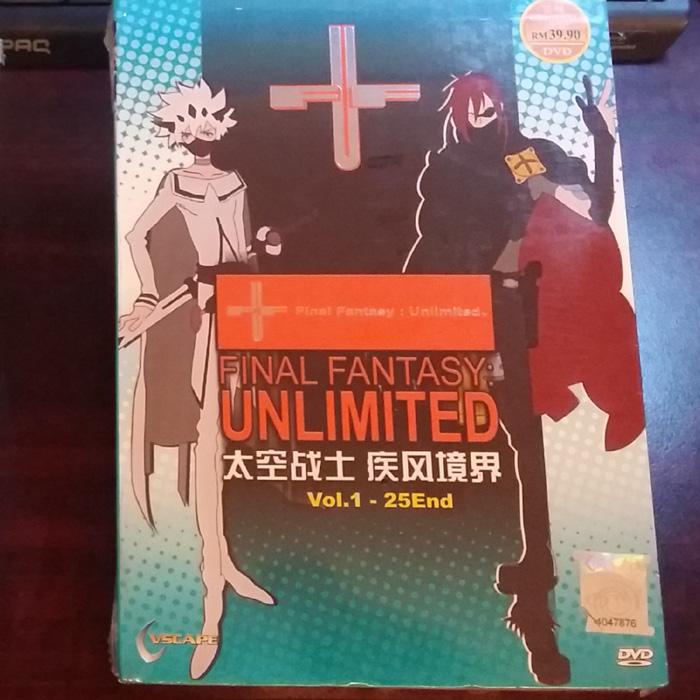 PAQ
RM39.90
DVD
Final Fantasy : Unlimited
FINAL FANTASY:
UNLIMITED
太空战士 疾风境界
Vol.1 - 25End
VSCAPE
4047876
DVD